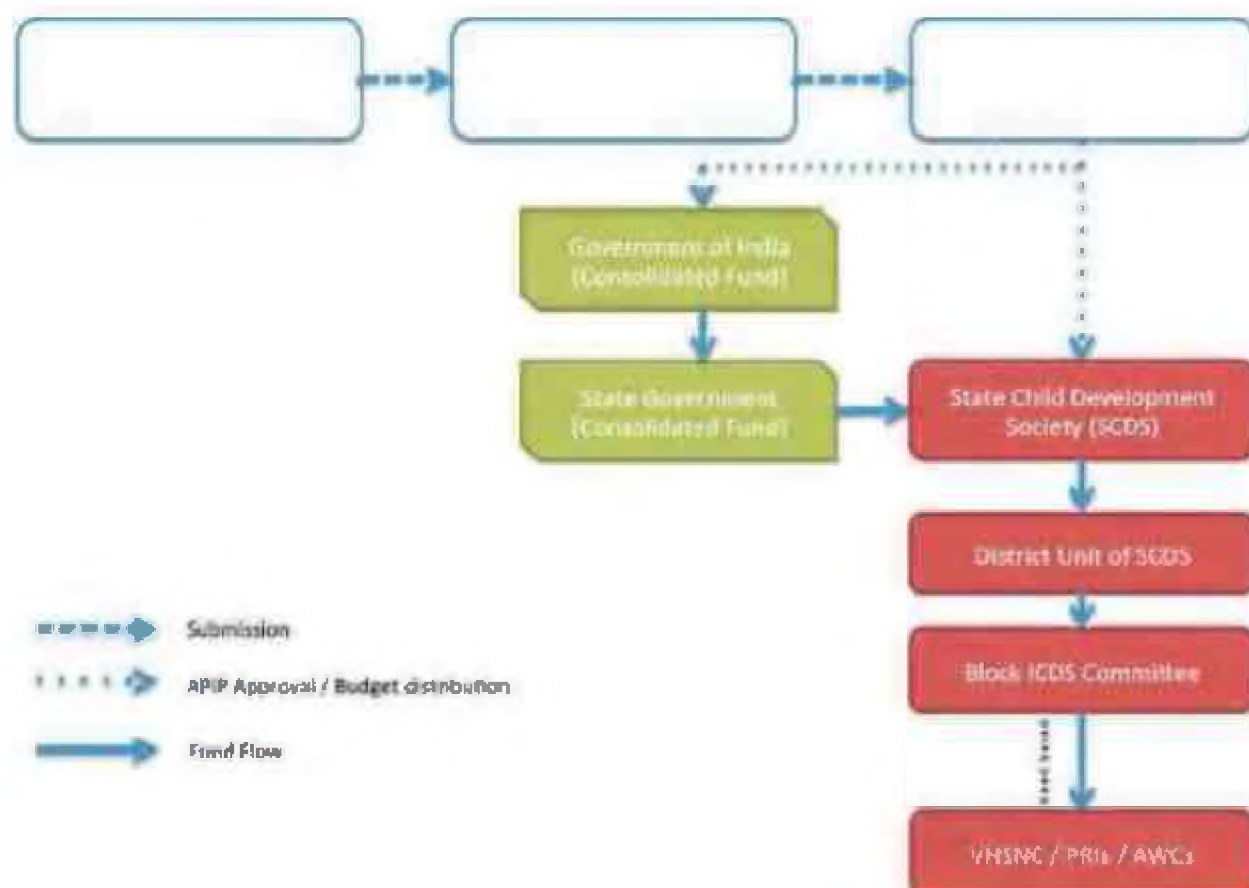 Government of India
(Consolidated Fund)
State Government
(Consolidated Fund)
State Child Development
Society (SCDS)
District Unit of SCDS
Submission
Block ICDS Committee
APIP Approval / Budget distribution
Fund Flow
VHSNC / PRIs / AWCs